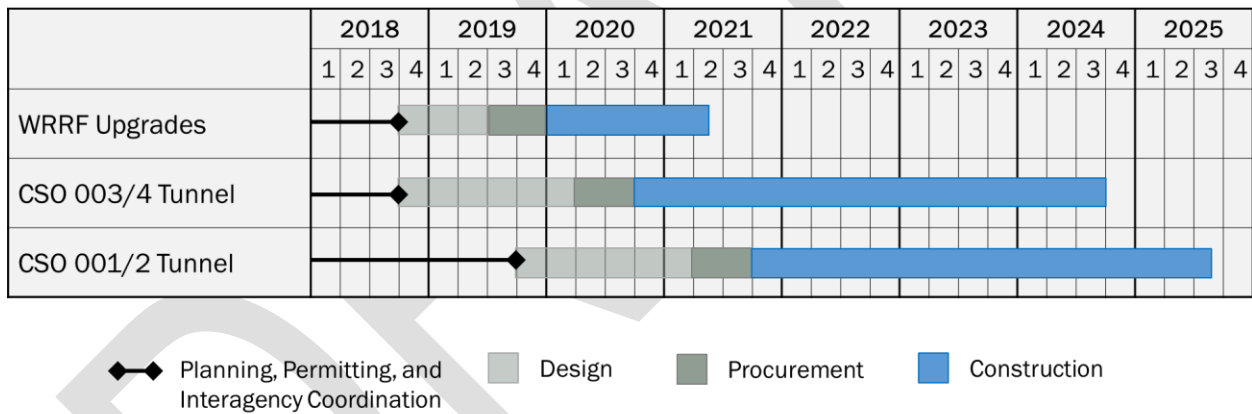 2018 2019 2020 2021 2022 2023 2024 2025
1 2 3 4 1 2 3 4 1 2 3 4 1 2 3 4 1 2 3 4 1 2 3 4 1 2 3 4 1 2 3 4
WRRF Upgrades
CSO 003/4 Tunnel
CSO 001/2 Tunnel
Planning, Permitting, and
Interagency Coordination
Design
Procurement
Construction